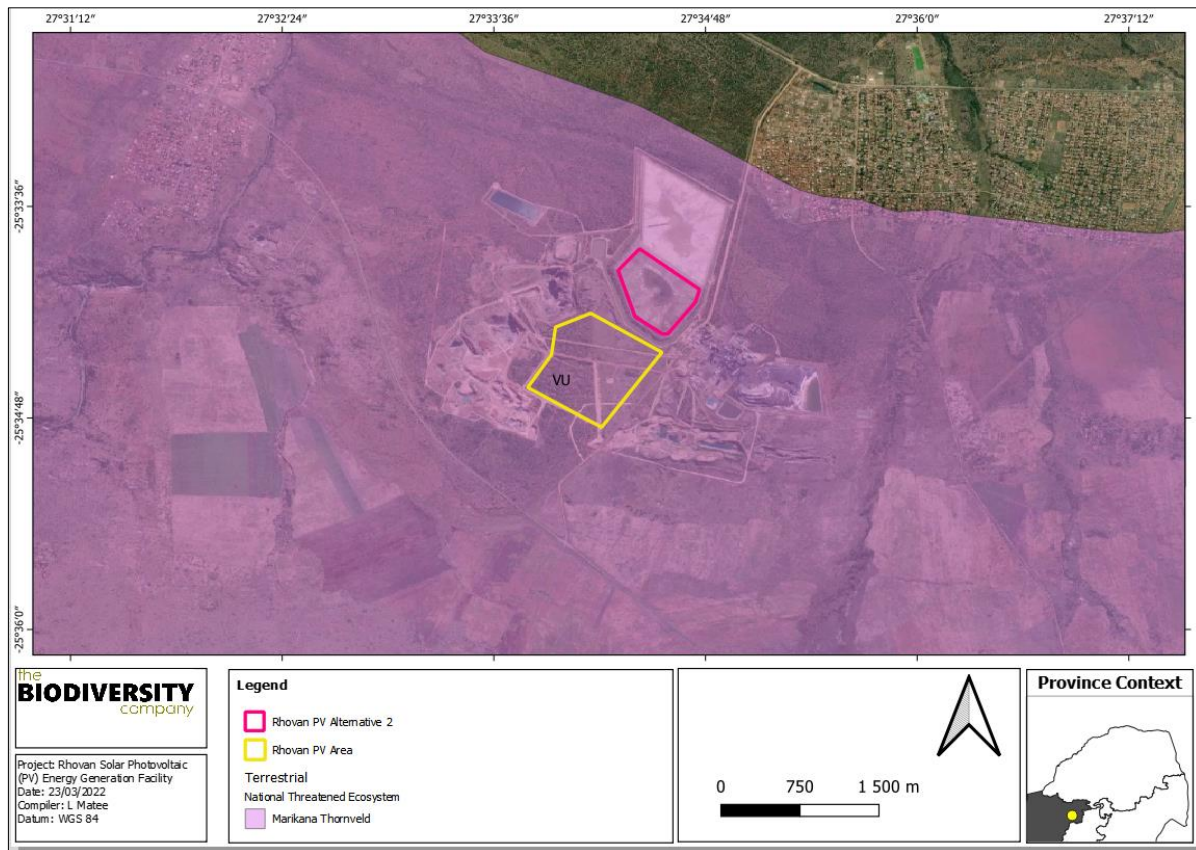 27°31′12″ 27°32′24″ 27°33′36″ 27°34′48″ 27°36′0″ 27°37′12″
-25°33′36″
-25°34′48″
-25°36′0″
VU
the
BIODIVERSITY
company
Project: Rhovan Solar Photovoltaic
(PV) Energy Generation Facility
Date: 23/03/2022
Compiler: L Matee
Datum: WGS 84
Legend
Rhovan PV Alternative 2
Rhovan PV Area
Terrestrial
National Threatened Ecosystem
Marikana Thornveld
0 750 1 500 m
Province Context